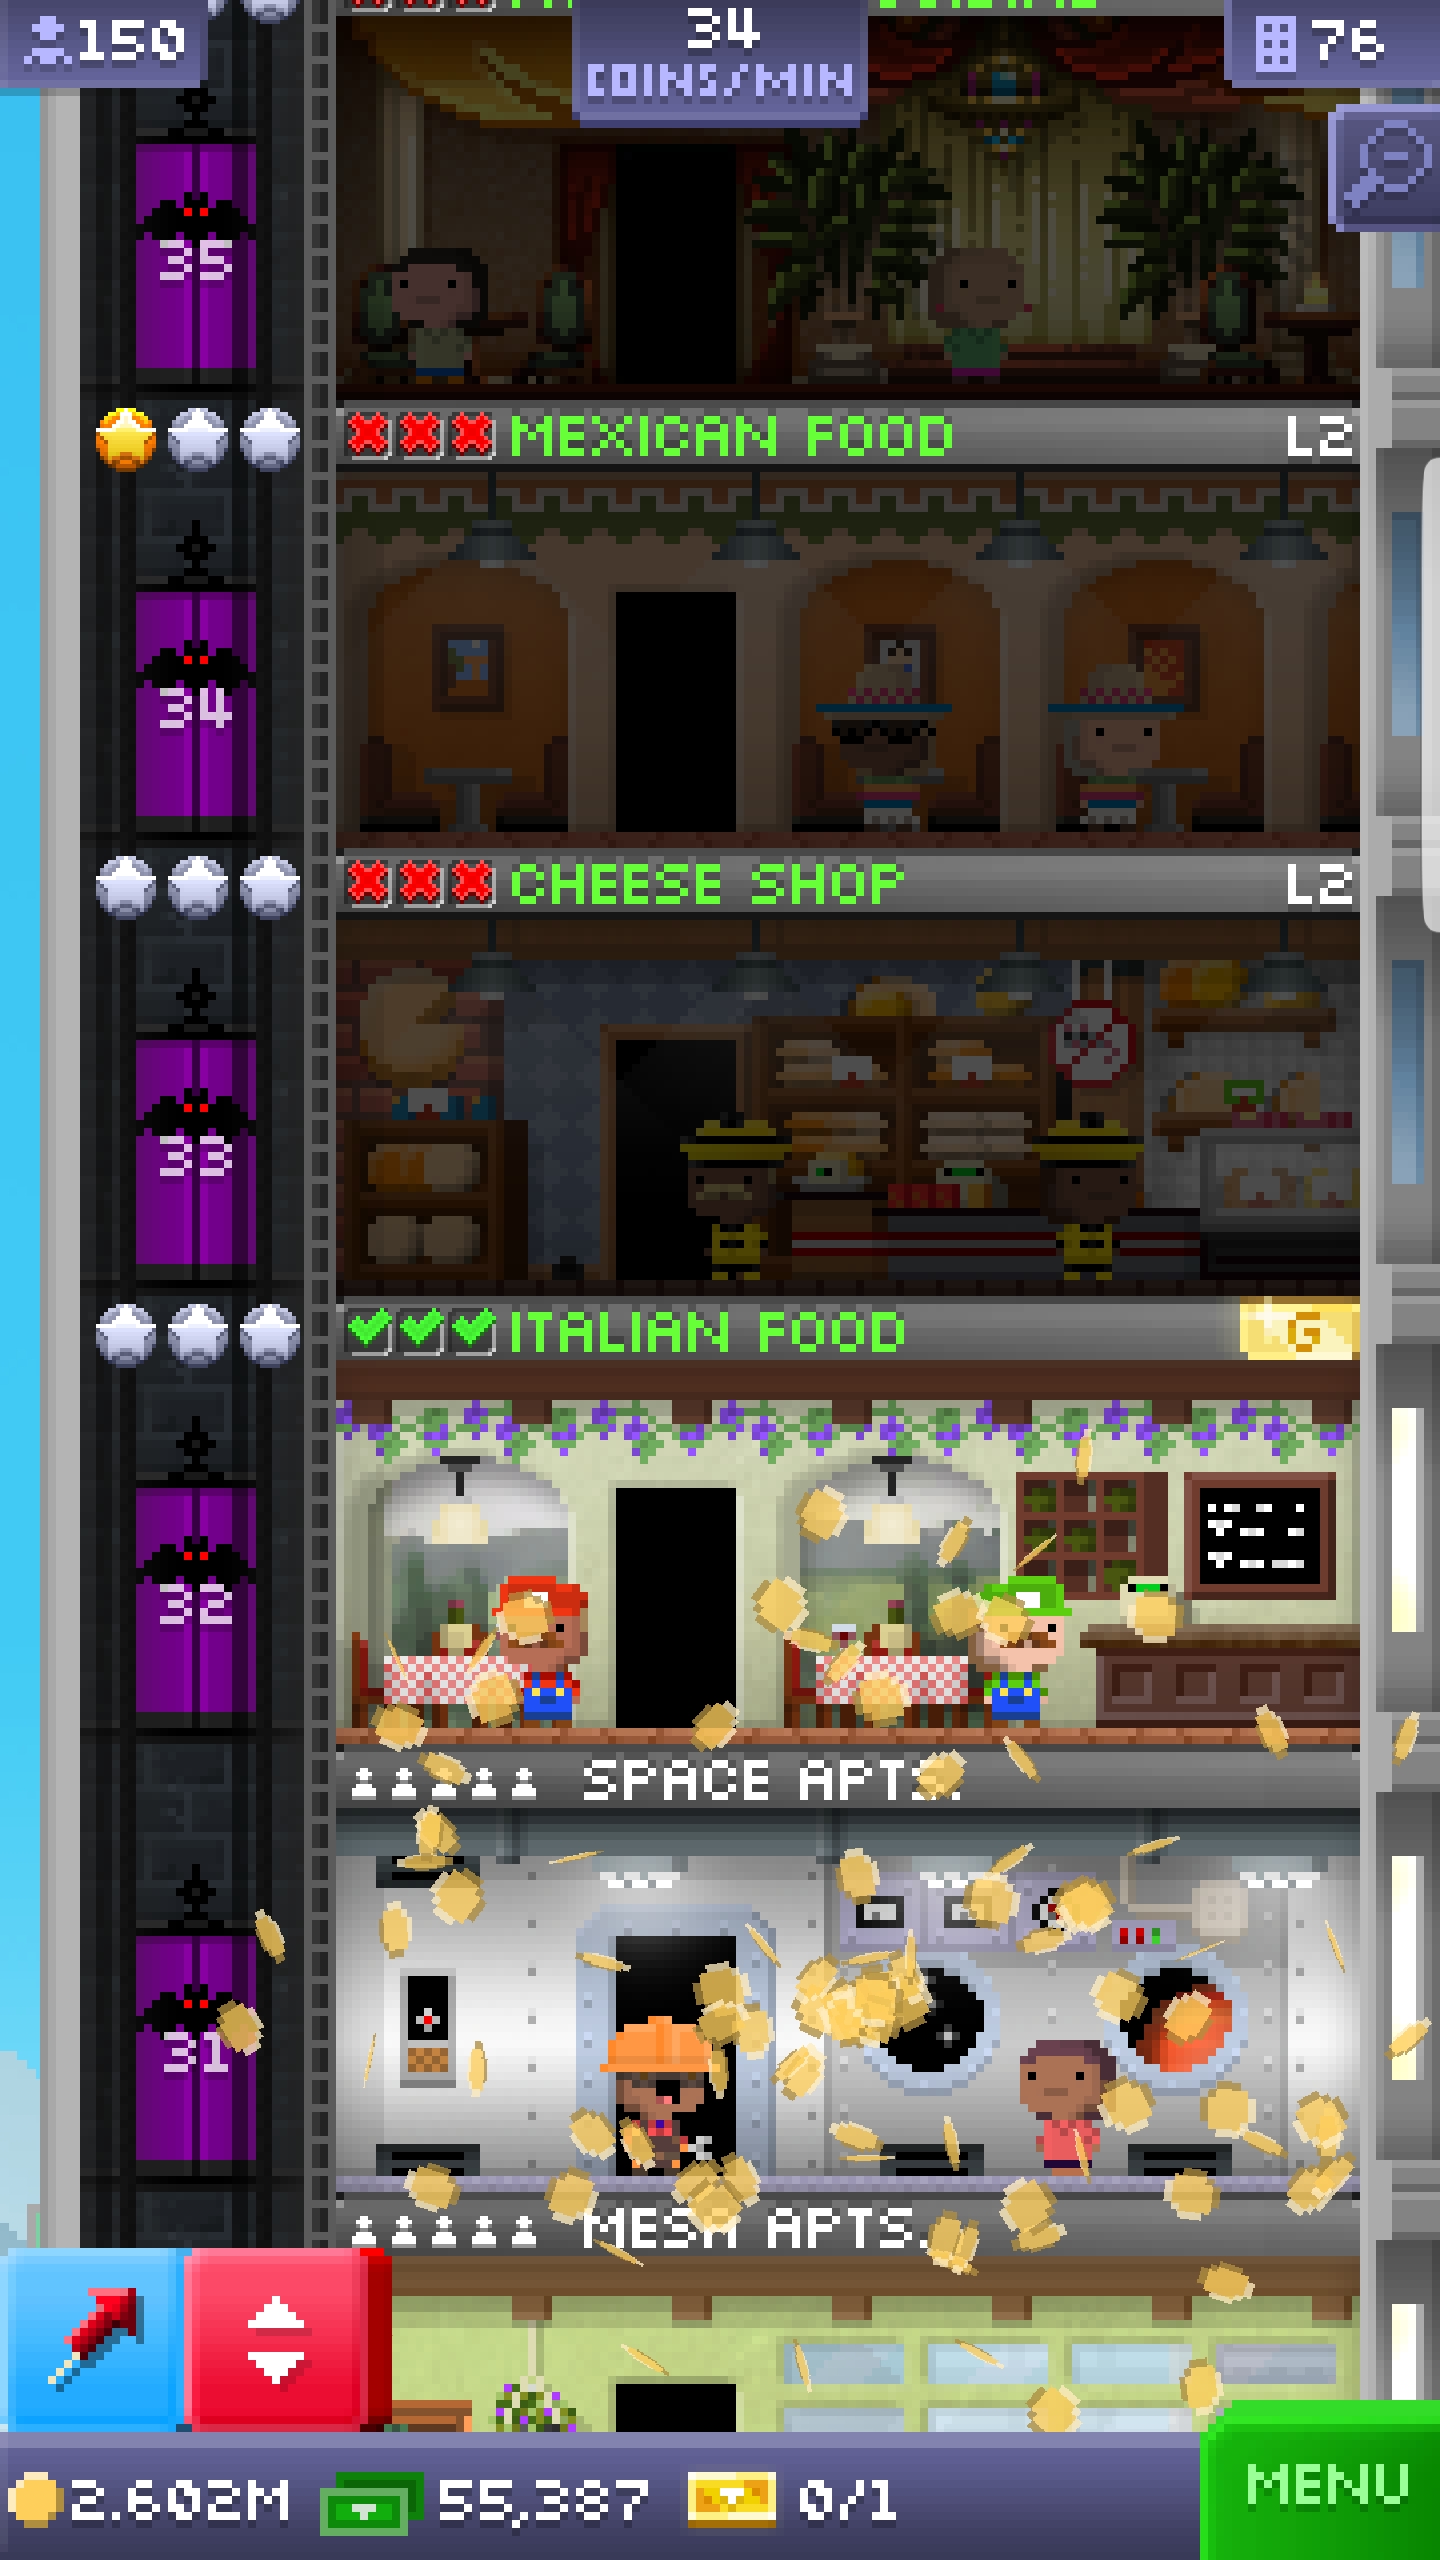 150
34
COINS/MIN
76
35
MEXICAN FOOD L2
34
CHEESE SHOP L2
33
ITALIAN FOOD G
32
SPACE APTS.
31
MESA APTS.
2.602M 55,387 0/1 MENU